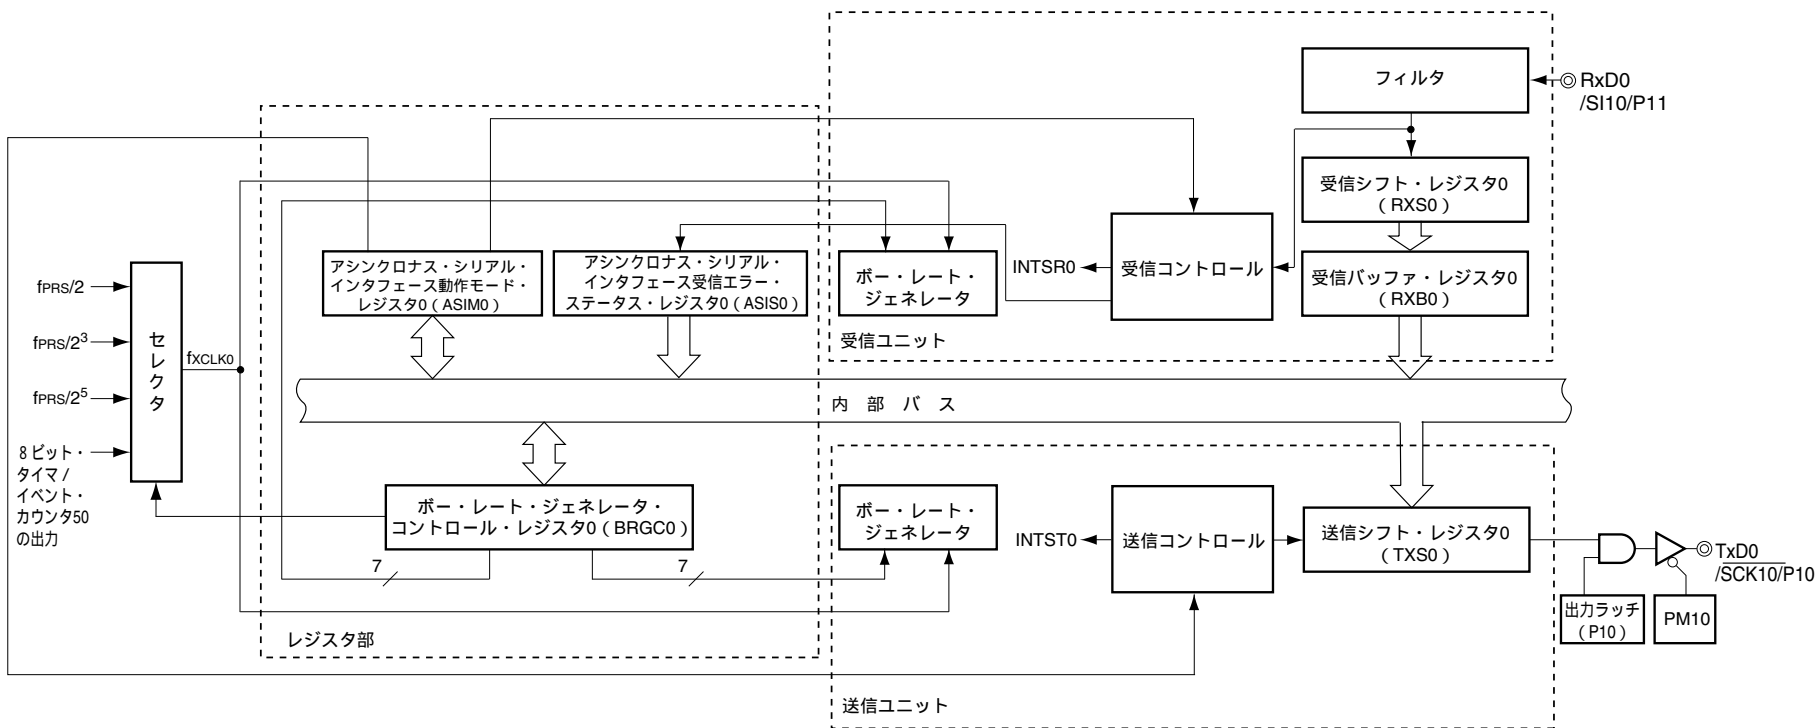 フィルタ
RxD0
/SI10/P11
受信シフト・レジスタ0
（RXS0）
アシンクロナス・シリアル・
インタフェース動作モード・
レジスタ0（ASIM0）
アシンクロナス・シリアル・
インタフェース受信エラー・
ステータス・レジスタ0（ASIS0）
ボー・レート・
ジェネレータ
INTSR0
受信コントロール
受信バッファ・レジスタ0
（RXB0）
受信ユニット
fPRS/2
fPRS/2³
fPRS/2⁵
8ビット・
タイマ/
イベント・
カウンタ50
の出力
セレクタ
fXCLK0
内部バス
ボー・レート・ジェネレータ・
コントロール・レジスタ0（BRGC0）
7
7
レジスタ部
ボー・レート・
ジェネレータ
INTST0
送信コントロール
送信シフト・レジスタ0
（TXS0）
TxD0
/SCK10/P10
出力ラッチ
（P10）
PM10
送信ユニット